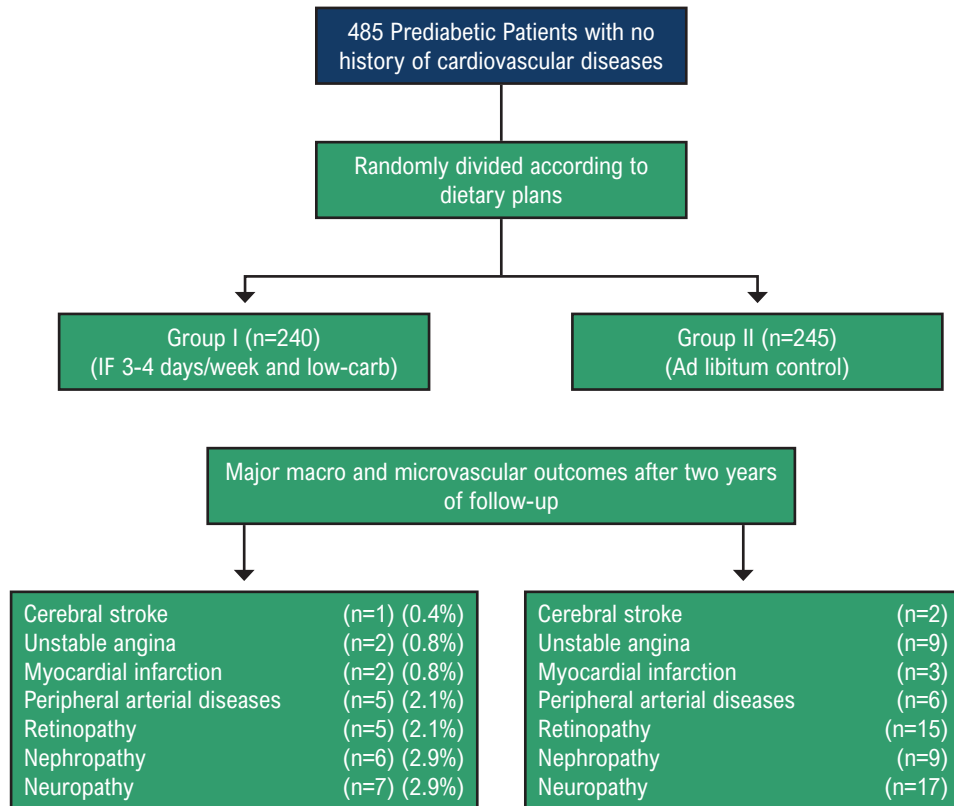 485 Prediabetic Patients with no
history of cardiovascular diseases
Randomly divided according to
dietary plans
Group I (n=240)
(IF 3-4 days/week and low-carb)
Group II (n=245)
(Ad libitum control)
Major macro and microvascular outcomes after two years
of follow-up
Cerebral stroke (n=1) (0.4%)
Unstable angina (n=2) (0.8%)
Myocardial infarction (n=2) (0.8%)
Peripheral arterial diseases (n=5) (2.1%)
Retinopathy (n=5) (2.1%)
Nephropathy (n=6) (2.9%)
Neuropathy (n=7) (2.9%)
Cerebral stroke (n=2)
Unstable angina (n=9)
Myocardial infarction (n=3)
Peripheral arterial diseases (n=6)
Retinopathy (n=15)
Nephropathy (n=9)
Neuropathy (n=17)